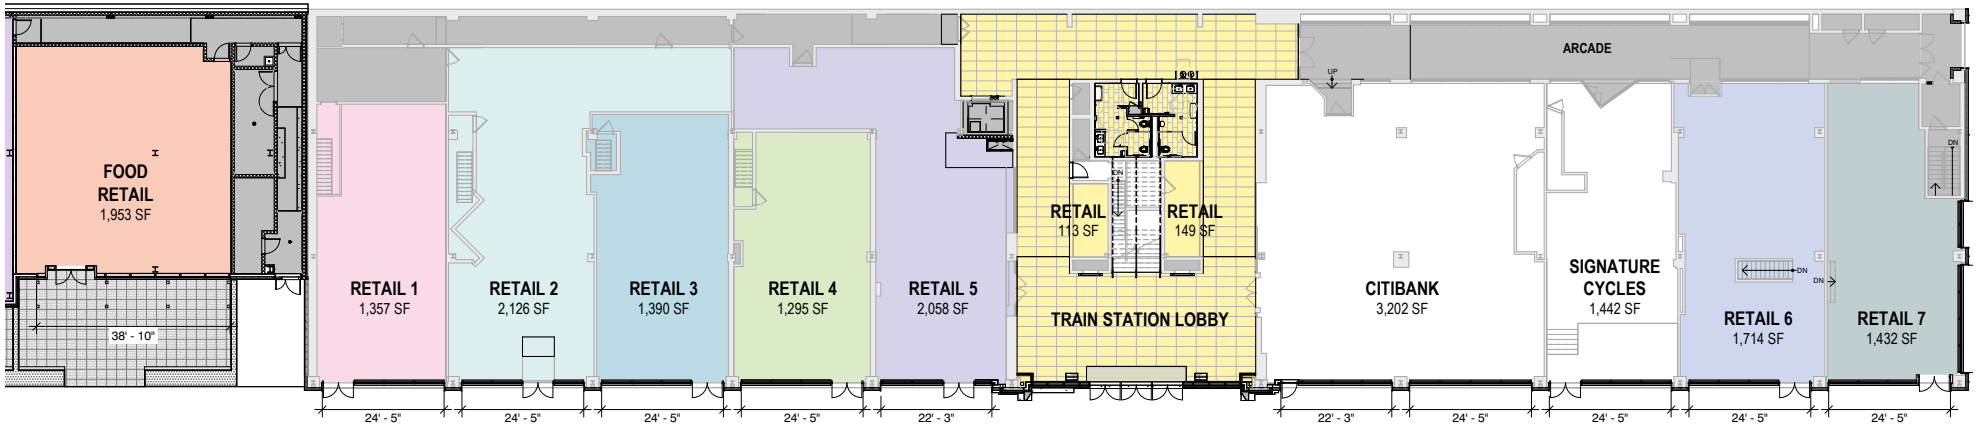 ARCADE
UP
FOOD
RETAIL
1,953 SF
DN
DN
RETAIL
113 SF
RETAIL
149 SF
RETAIL 1
1,357 SF
RETAIL 2
2,126 SF
RETAIL 3
1,390 SF
RETAIL 4
1,295 SF
RETAIL 5
2,058 SF
TRAIN STATION LOBBY
CITIBANK
3,202 SF
SIGNATURE
CYCLES
1,442 SF
DN
DN
RETAIL 6
1,714 SF
RETAIL 7
1,432 SF
38' - 10"
24' - 5"
24' - 5"
24' - 5"
24' - 5"
22' - 3"
22' - 3"
24' - 5"
24' - 5"
24' - 5"
24' - 5"